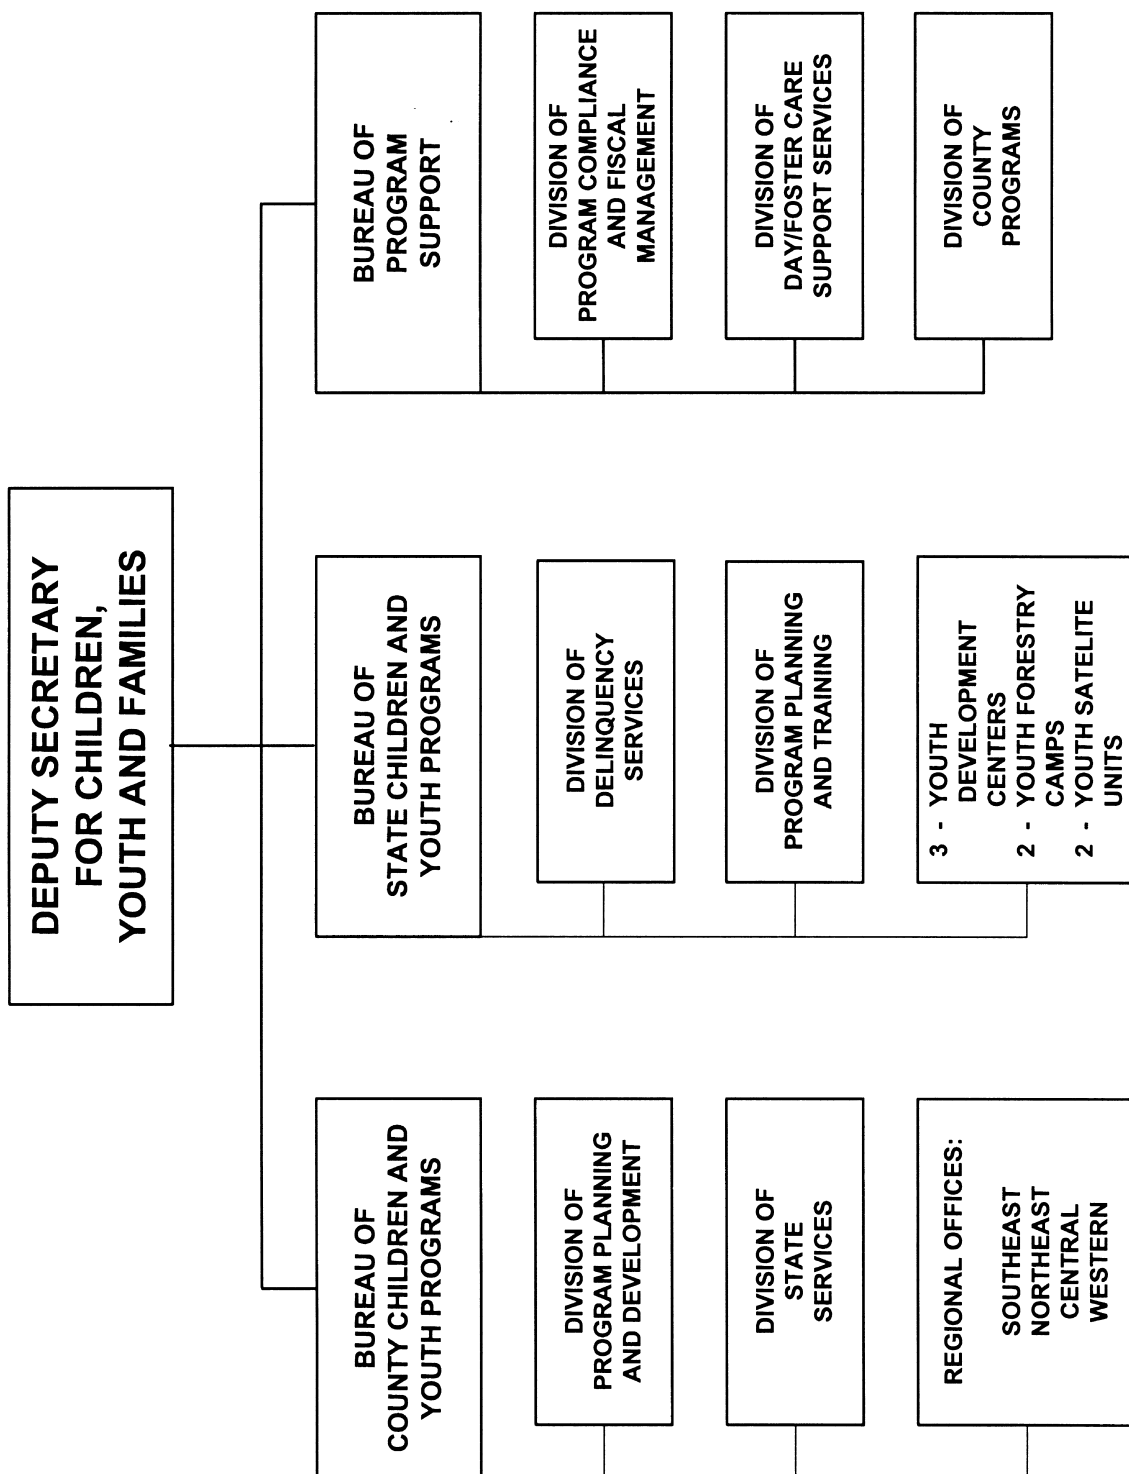 DEPUTY SECRETARY
FOR CHILDREN,
YOUTH AND FAMILIES
BUREAU OF
COUNTY CHILDREN AND
YOUTH PROGRAMS
DIVISION OF
PROGRAM PLANNING
AND DEVELOPMENT
DIVISION OF
STATE
SERVICES
REGIONAL OFFICES:
SOUTHEAST
NORTHEAST
CENTRAL
WESTERN
BUREAU OF
STATE CHILDREN AND
YOUTH PROGRAMS
DIVISION OF
DELINQUENCY
SERVICES
DIVISION OF
PROGRAM PLANNING
AND TRAINING
3 - YOUTH
DEVELOPMENT
CENTERS
2 - YOUTH FORESTRY
CAMPS
2 - YOUTH SATELITE
UNITS
BUREAU OF
PROGRAM
SUPPORT
DIVISION OF
PROGRAM COMPLIANCE
AND FISCAL
MANAGEMENT
DIVISION OF
DAY/FOSTER CARE
SUPPORT SERVICES
DIVISION OF
COUNTY
PROGRAMS